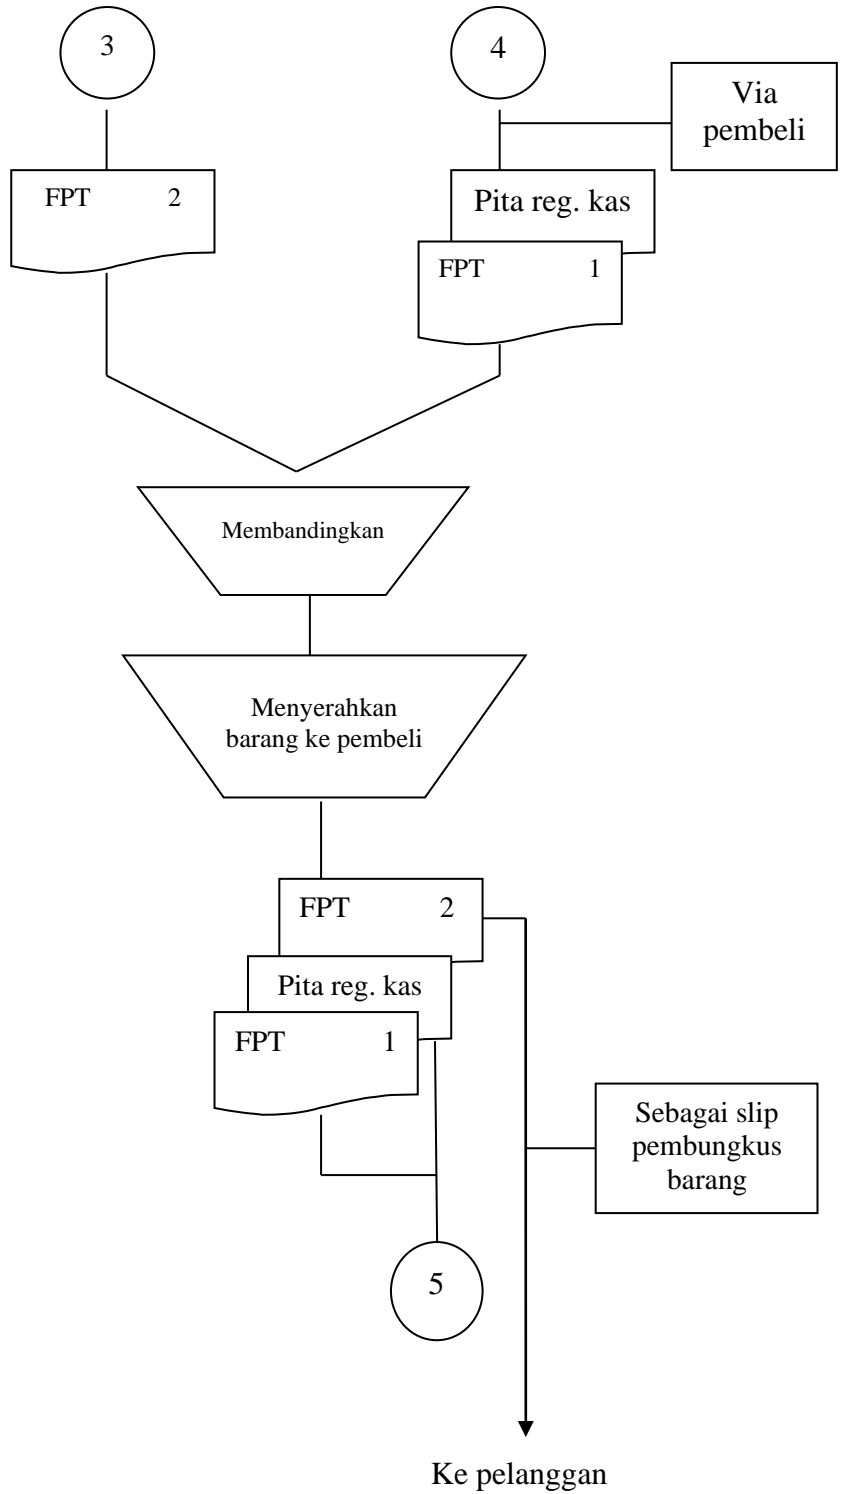 3
4
Via
pembeli
FPT 2
Pita reg. kas
FPT 1
Membandingkan
Menyerahkan
barang ke pembeli
FPT 2
Pita reg. kas
FPT 1
Sebagai slip
pembungkus
barang
5
Ke pelanggan